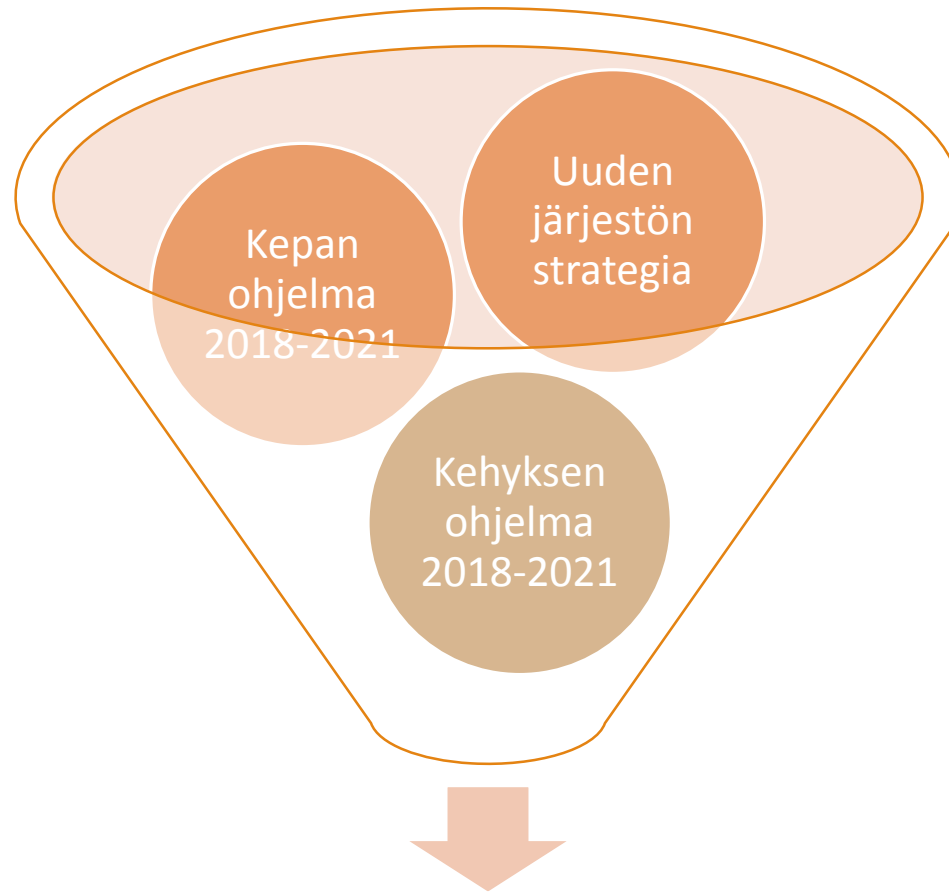 Uuden
järjestön
strategia
Kepan
ohjelma
2018-2021
Kehyksen
ohjelma
2018-2021